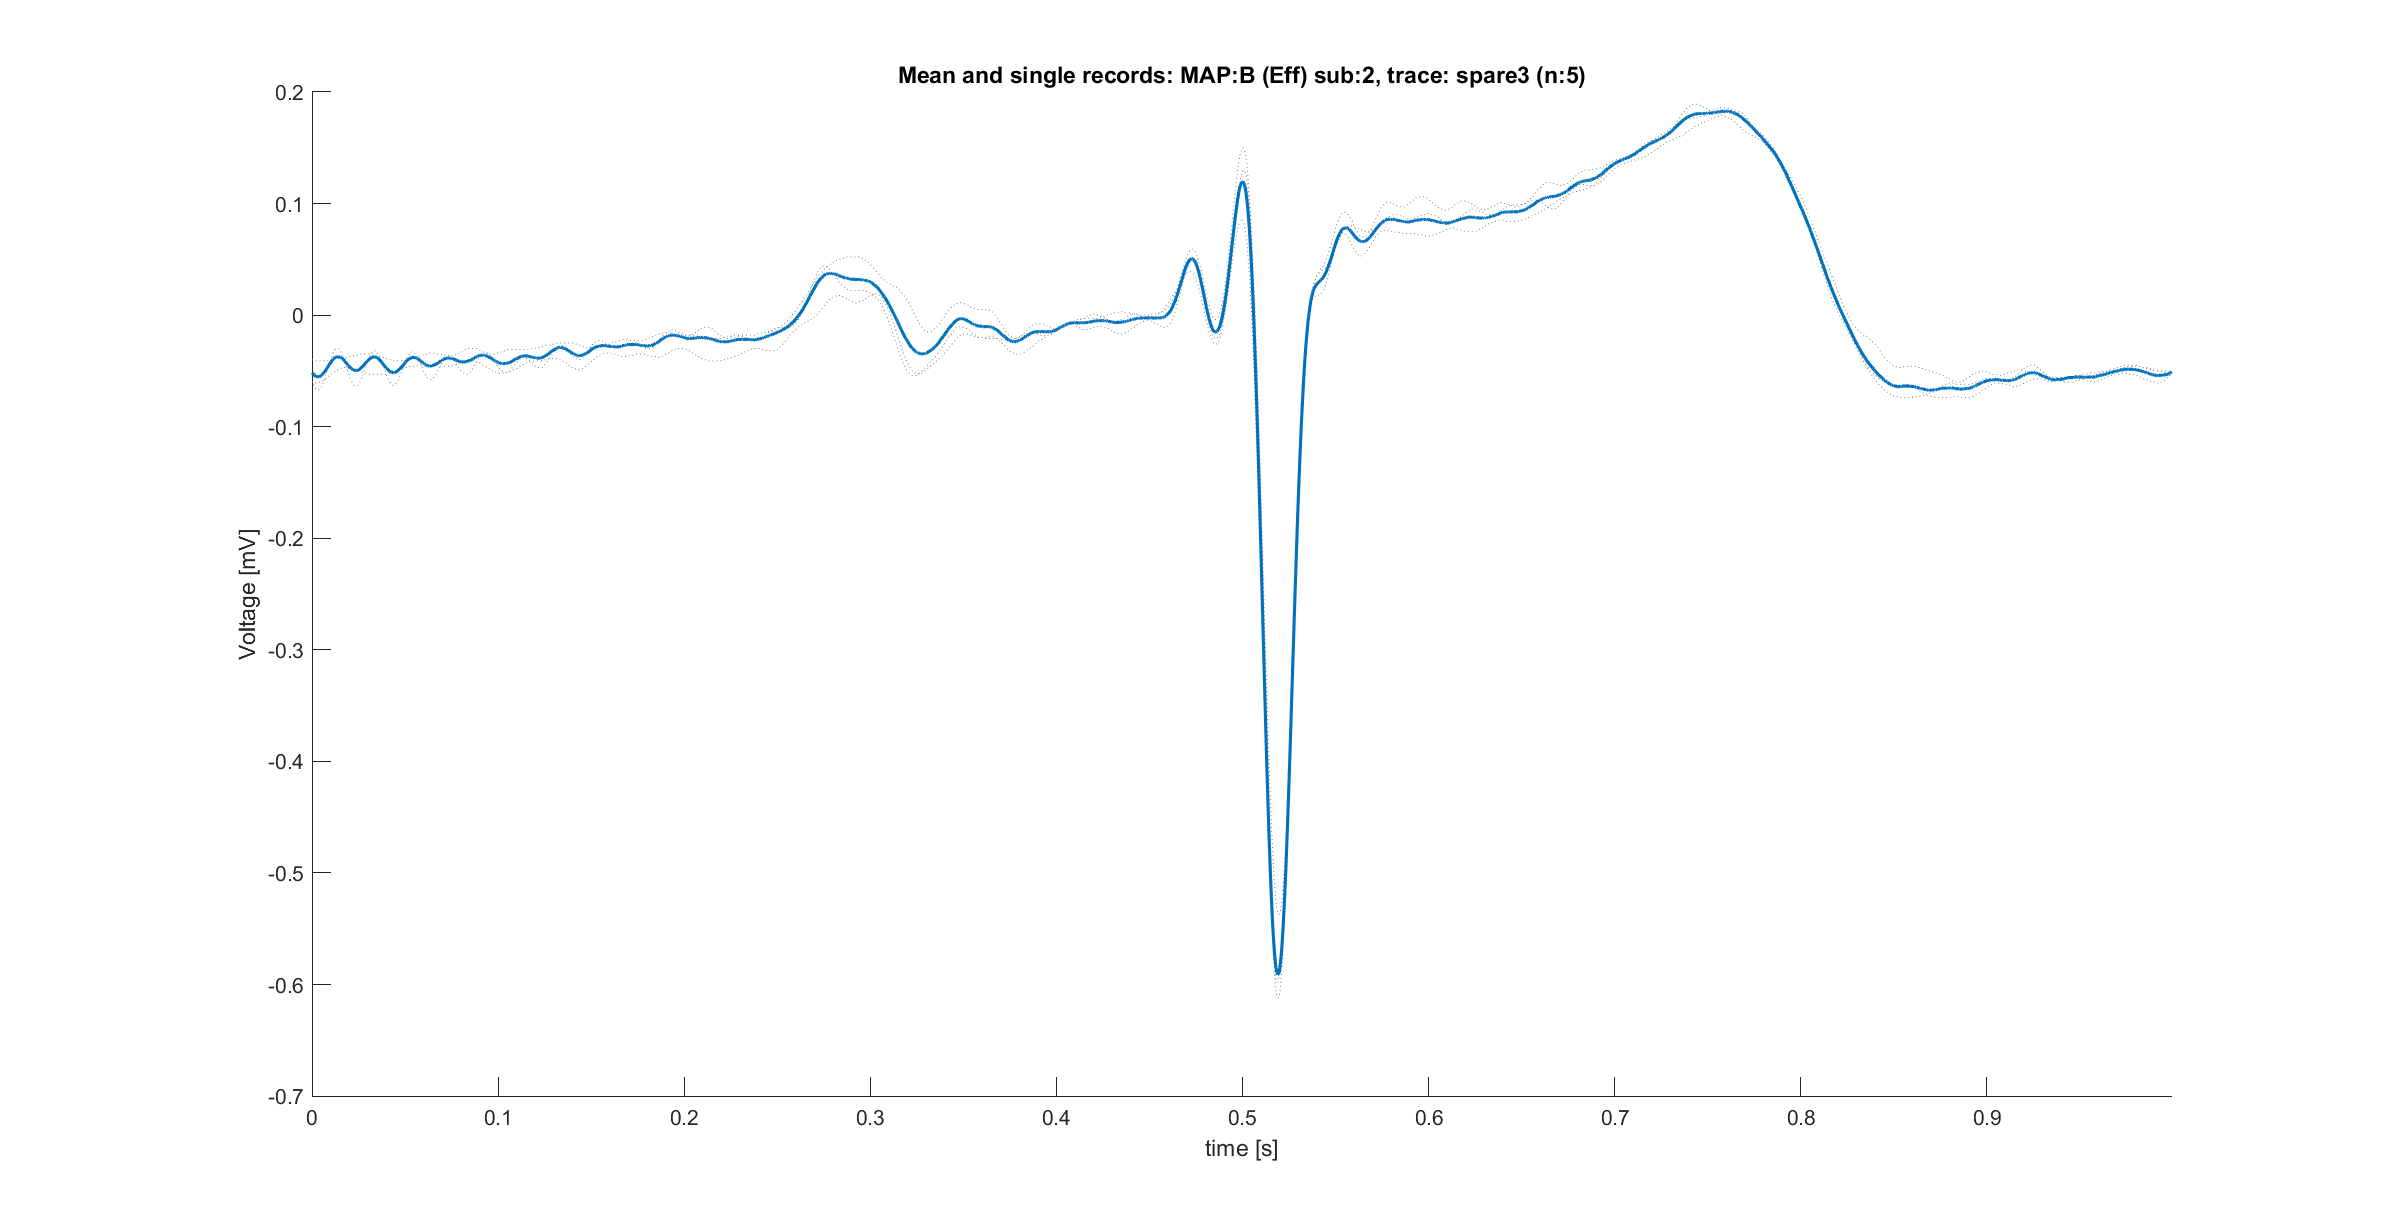 Mean and single records: MAP:B (Eff) sub:2, trace: spare3 (n:5)
0.2
0.1
0
-0.1
-0.2
-0.3
-0.4
-0.5
-0.6
-0.7
Voltage [mV]
0 0.1 0.2 0.3 0.4 0.5 0.6 0.7 0.8 0.9
time [s]